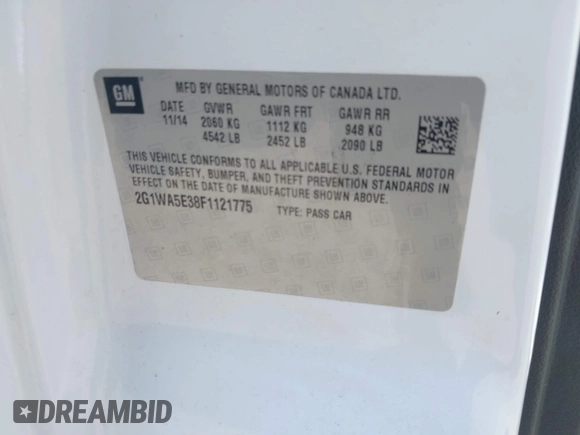 GM
MFD BY GENERAL MOTORS OF CANADA LTD.
DATE GVWR GAWR FRT GAWR RR
11/14 2060 KG 1112 KG 948 KG
4542 LB 2452 LB 2090 LB
THIS VEHICLE CONFORMS TO ALL APPLICABLE U.S. FEDERAL MOTOR
VEHICLE SAFETY, BUMPER, AND THEFT PREVENTION STANDARDS IN
EFFECT ON THE DATE OF MANUFACTURE SHOWN ABOVE.
2G1WA5E38F1121775 TYPE: PASS CAR
DREAMBID